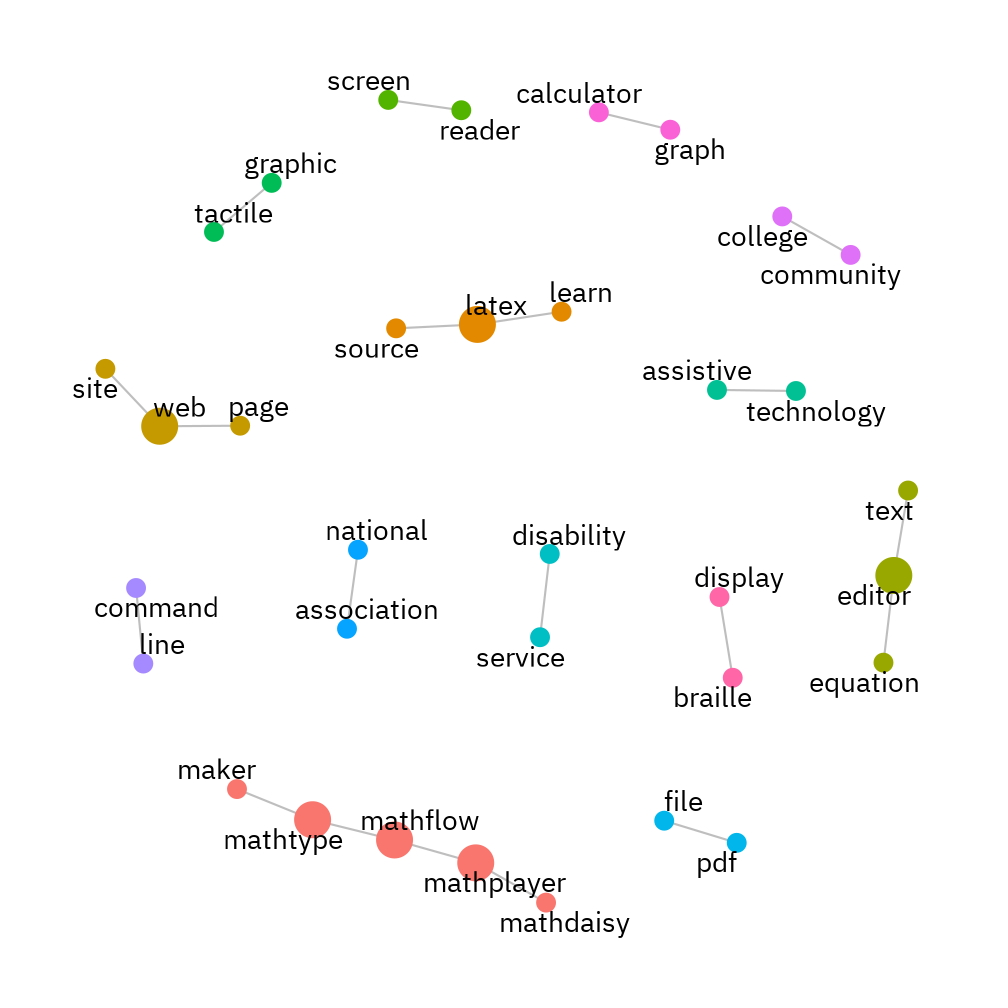 screen
calculator
reader
graph
graphic
tactile
college
community
learn
latex
source
assistive
technology
site
web
page
text
national
disability
display
editor
command
association
line
service
equation
braille
maker
file
mathflow
mathtype
pdf
mathplayer
mathdaisy